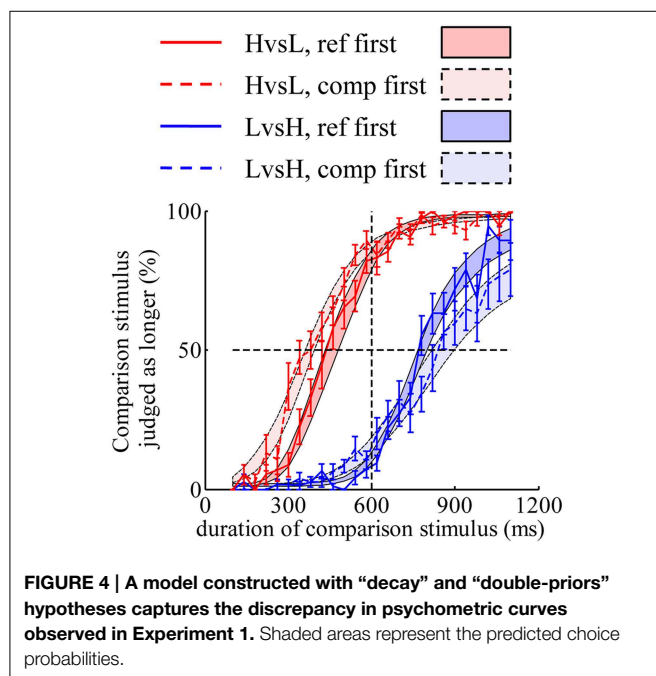 HvsL, ref first
HvsL, comp first
LvsH, ref first
LvsH, comp first
100
50
0
Comparison stimulus
judged as longer (%)
0 300 600 900 1200
duration of comparison stimulus (ms)
FIGURE 4 | A model constructed with “decay” and “double-priors”
hypotheses captures the discrepancy in psychometric curves
observed in Experiment 1. Shaded areas represent the predicted choice
probabilities.